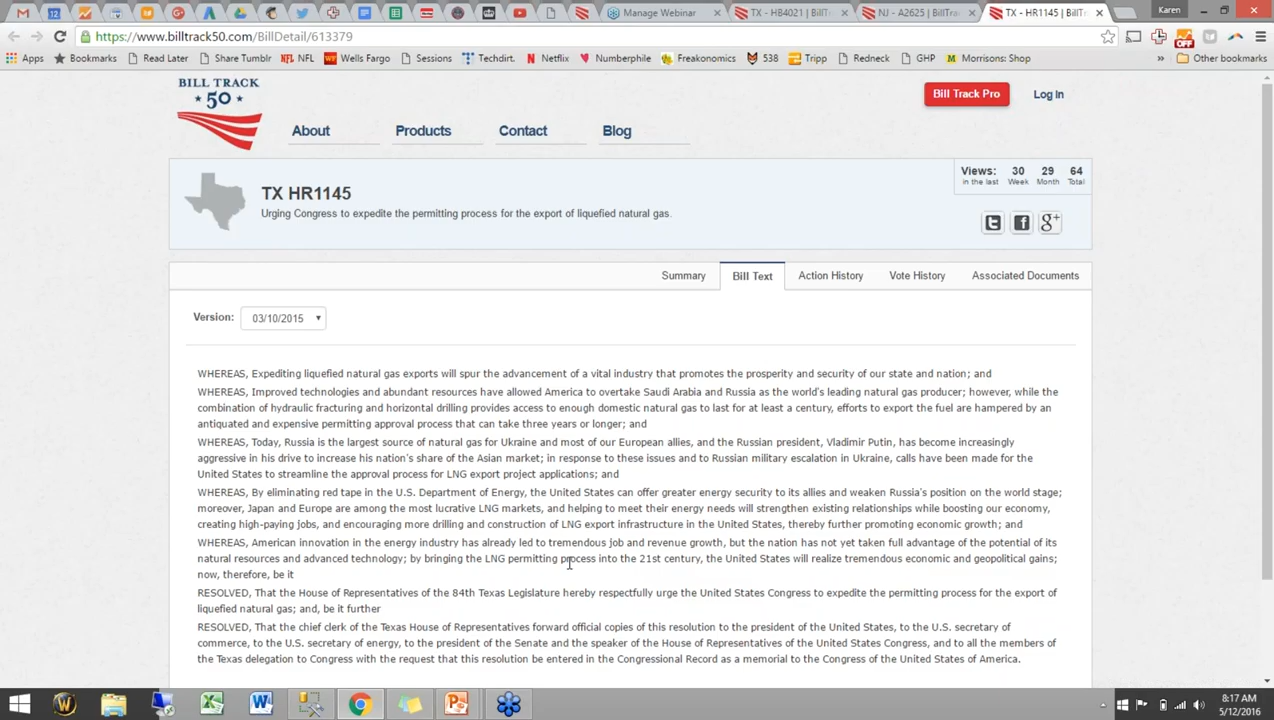 12
Manage Webinar
TX - HB4021 | BillT
NJ - A2625 | BillTrac
TX - HR1145 | BillT
Karen
https://www.billtrack50.com/BillDetail/613379
OFF
Apps
Bookmarks
Read Later
Share Tumblr
NFL
Wells Fargo
Sessions
Techdirt.
Netflix
Numberphile
Freakonomics
538
Tripp
Redneck
GHP
Morrisons: Shop
»
Other bookmarks
BILL TRACK
50
Bill Track Pro
Log In
About
Products
Contact
Blog
TX HR1145
Urging Congress to expedite the permitting process for the export of liquefied natural gas.
Views: 30 29 64
in the last Week Month Total
Summary
Bill Text
Action History
Vote History
Associated Documents
Version: 03/10/2015
WHEREAS, Expediting liquefied natural gas exports will spur the advancement of a vital industry that promotes the prosperity and security of our state and nation; and
WHEREAS, Improved technologies and abundant resources have allowed America to overtake Saudi Arabia and Russia as the world's leading natural gas producer; however, while the
combination of hydraulic fracturing and horizontal drilling provides access to enough domestic natural gas to last for at least a century, efforts to export the fuel are hampered by an
antiquated and expensive permitting approval process that can take three years or longer; and
WHEREAS, Today, Russia is the largest source of natural gas for Ukraine and most of our European allies, and the Russian president, Vladimir Putin, has become increasingly
aggressive in his drive to increase his nation's share of the Asian market; in response to these issues and to Russian military escalation in Ukraine, calls have been made for the
United States to streamline the approval process for LNG export project applications; and
WHEREAS, By eliminating red tape in the U.S. Department of Energy, the United States can offer greater energy security to its allies and weaken Russia's position on the world stage;
moreover, Japan and Europe are among the most lucrative LNG markets, and helping to meet their energy needs will strengthen existing relationships while boosting our economy,
creating high-paying jobs, and encouraging more drilling and construction of LNG export infrastructure in the United States, thereby further promoting economic growth; and
WHEREAS, American innovation in the energy industry has already led to tremendous job and revenue growth, but the nation has not yet taken full advantage of the potential of its
natural resources and advanced technology; by bringing the LNG permitting process into the 21st century, the United States will realize tremendous economic and geopolitical gains;
now, therefore, be it
RESOLVED, That the House of Representatives of the 84th Texas Legislature hereby respectfully urge the United States Congress to expedite the permitting process for the export of
liquefied natural gas; and, be it further
RESOLVED, That the chief clerk of the Texas House of Representatives forward official copies of this resolution to the president of the United States, to the U.S. secretary of
commerce, to the U.S. secretary of energy, to the president of the Senate and the speaker of the House of Representatives of the United States Congress, and to all the members of
the Texas delegation to Congress with the request that this resolution be entered in the Congressional Record as a memorial to the Congress of the United States of America.
8:17 AM
5/12/2016